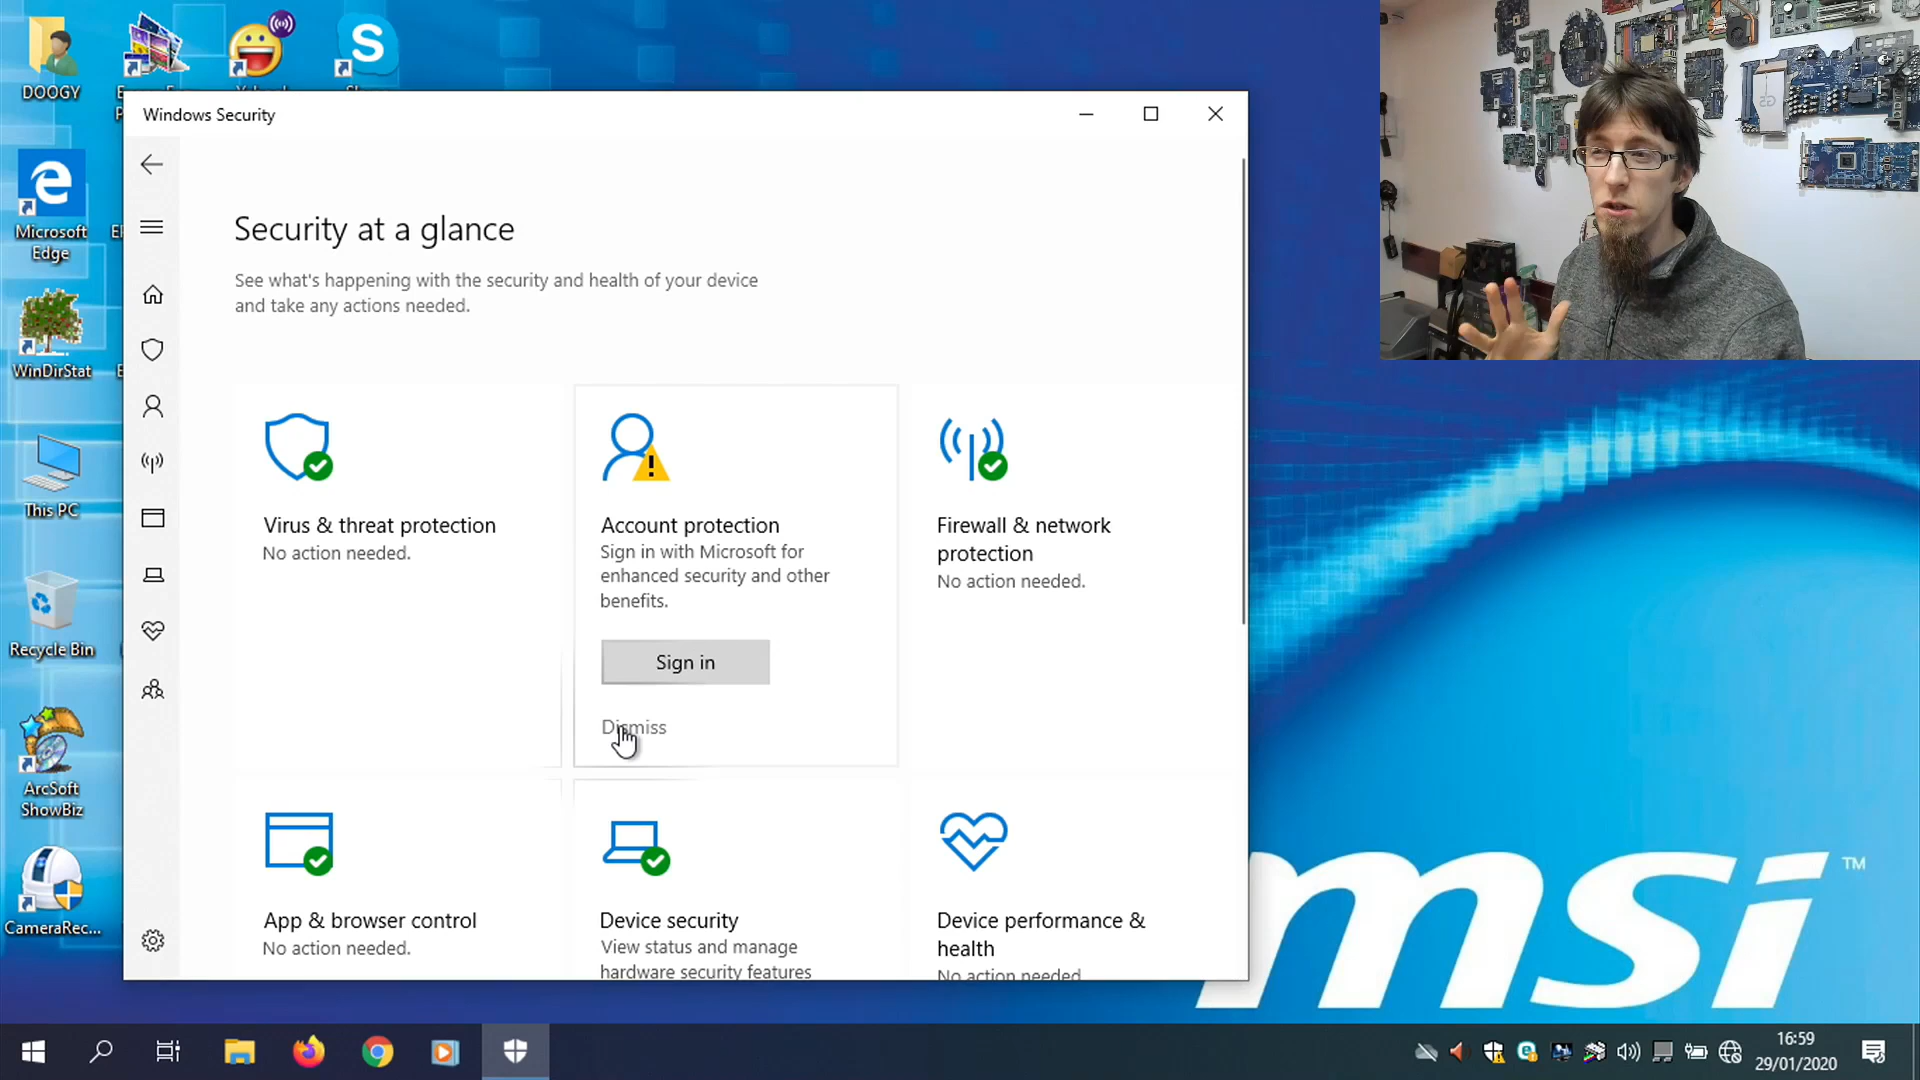 DOOGY
Windows Security
Microsoft
Edge
WinDirStat
This PC
Recycle Bin
ArcSoft
ShowBiz
CameraRec...
Security at a glance
See what's happening with the security and health of your device
and take any actions needed.
Virus & threat protection
No action needed.
Account protection
Sign in with Microsoft for
enhanced security and other
benefits.
Sign in
Dismiss
Firewall & network
protection
No action needed.
App & browser control
No action needed.
Device security
View status and manage
hardware security features
Device performance &
health
No action needed
GS
msi
TM
16:59
29/01/2020